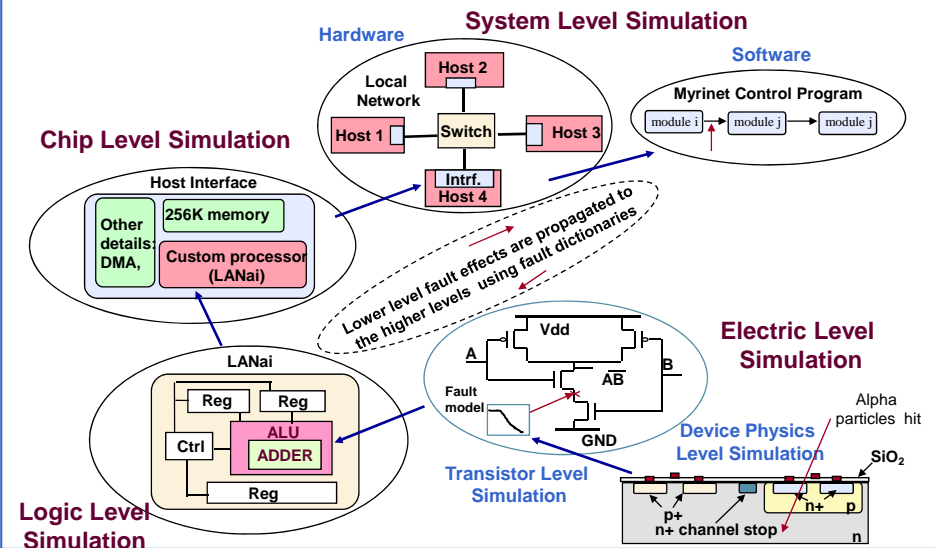 System Level Simulation
Hardware
Software
Host 2
Local
Network
Host 1
Switch
Host 3
Intrf.
Host 4
Myrinet Control Program
module i
module j
module j
Chip Level Simulation
Host Interface
Other
details:
DMA,
256K memory
Custom processor
(LANai)
Lower level fault effects are propagated to
the higher levels using fault dictionaries
Electric Level
Simulation
Vdd
A
B
AB
Fault
model
GND
Transistor Level
Simulation
Device Physics
Level Simulation
Alpha
particles hit
SiO2
p+
n+ channel stop
n+
p
n
LANai
Reg
Reg
Ctrl
ALU
ADDER
Reg
Logic Level
Simulation